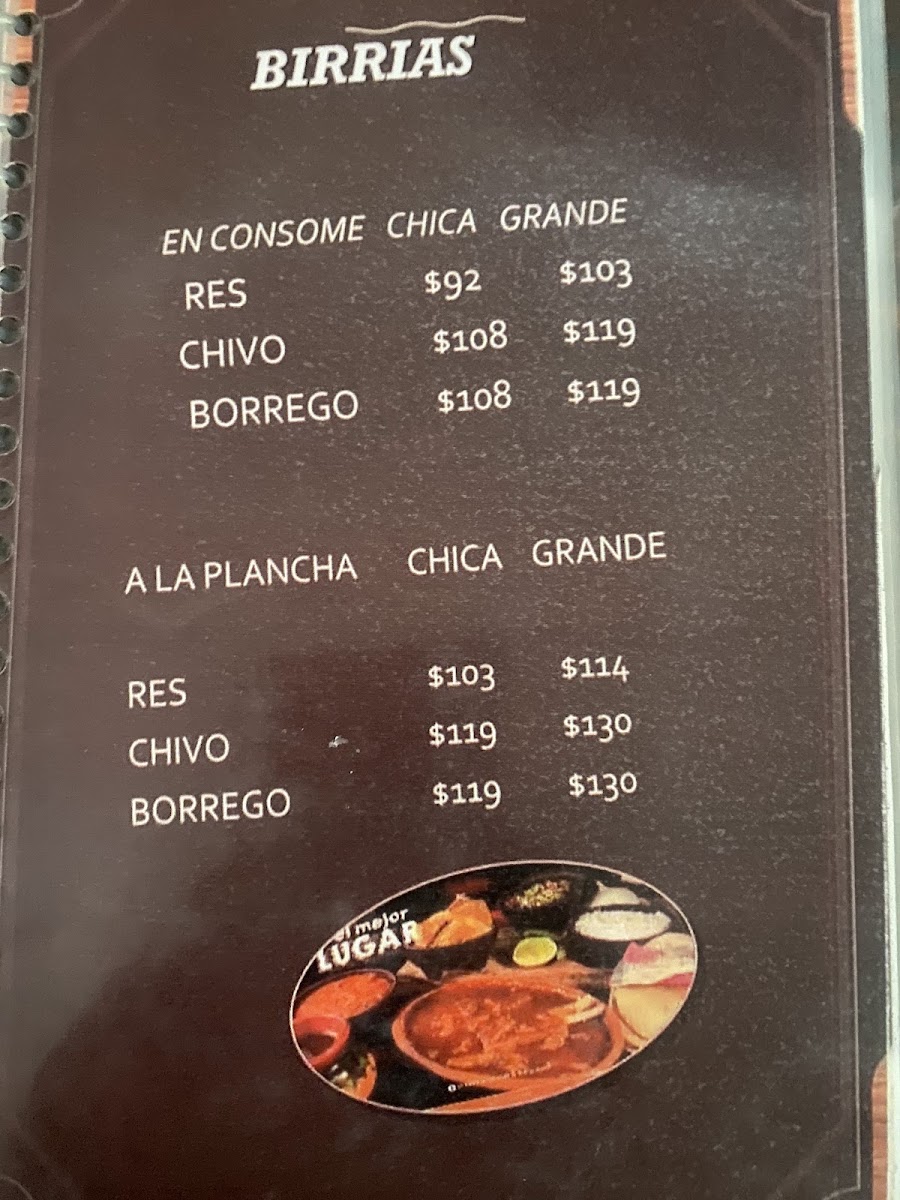 BIRRIAS
EN CONSOME CHICA GRANDE
RES $92 $103
CHIVO $108 $119
BORREGO $108 $119
A LA PLANCHA CHICA GRANDE
RES $103 $114
CHIVO $119 $130
BORREGO $119 $130
el mejor
LUGAR